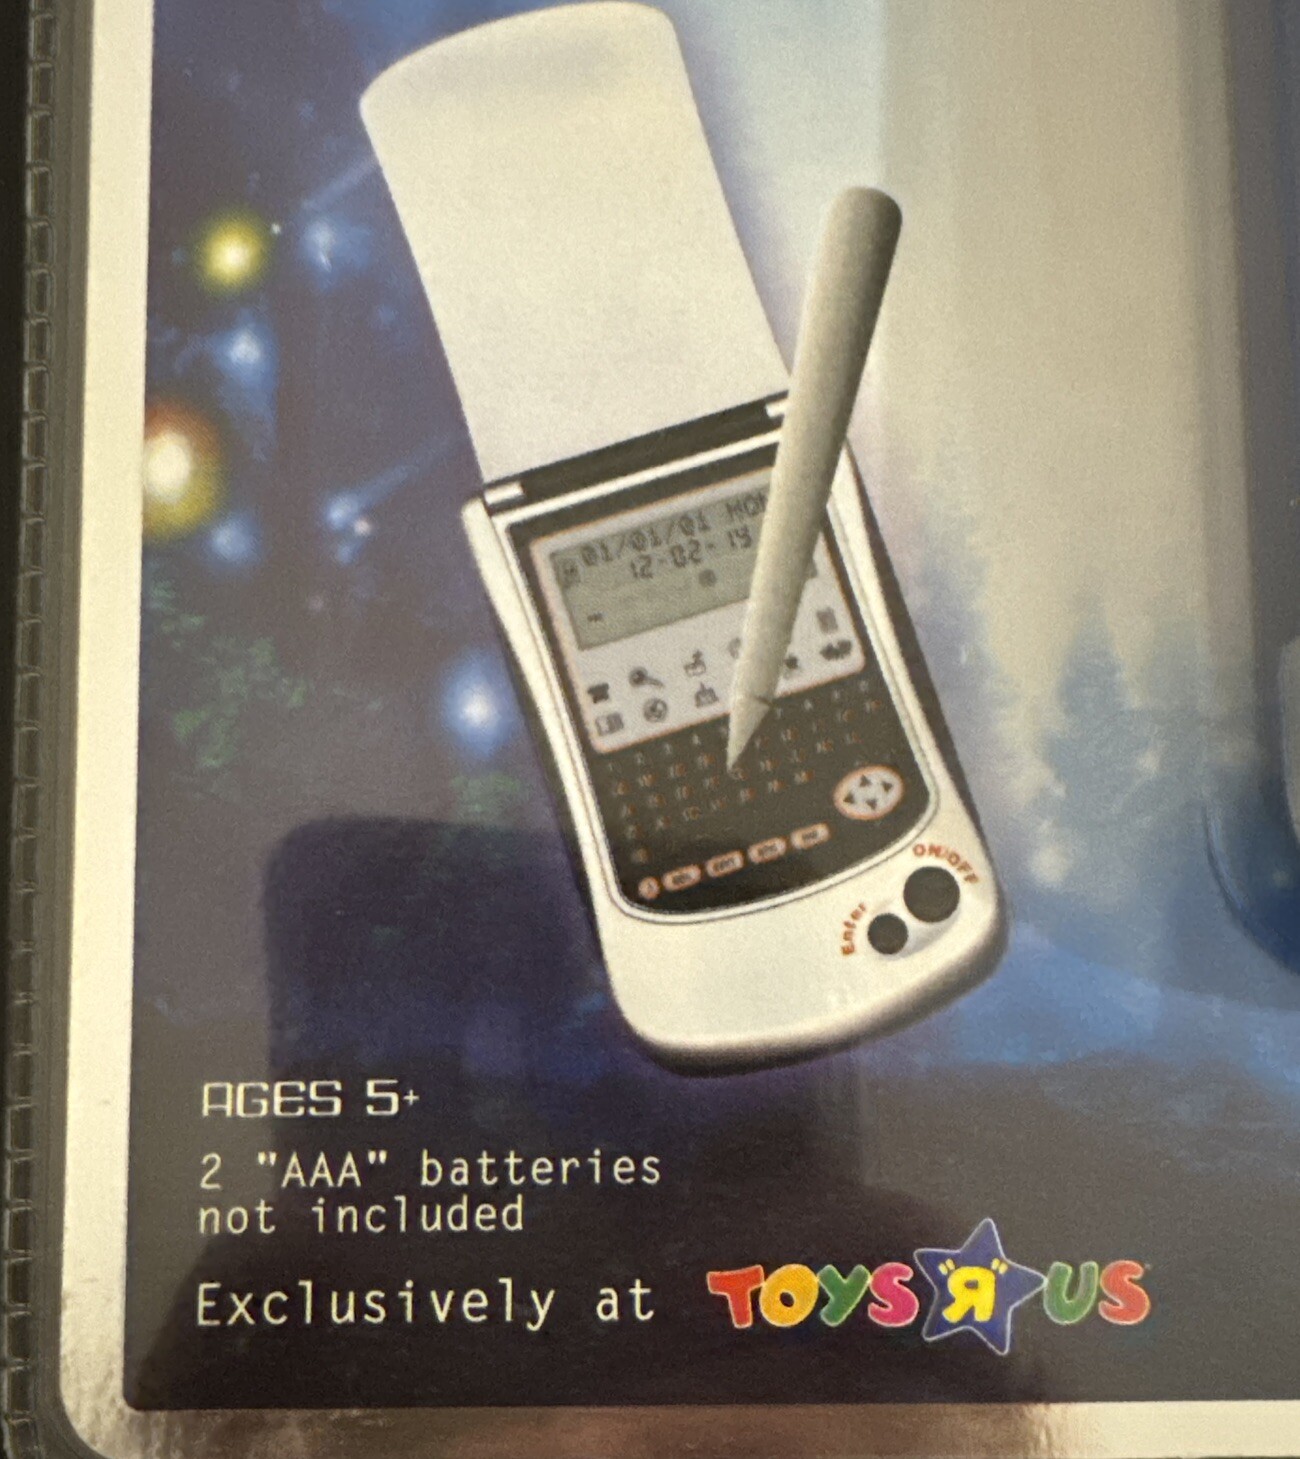 01/01/01 MON
12-02-19
ON/OFF
Enter
AGES 5+
2 "AAA" batteries
not included
Exclusively at TOYS "Я" US